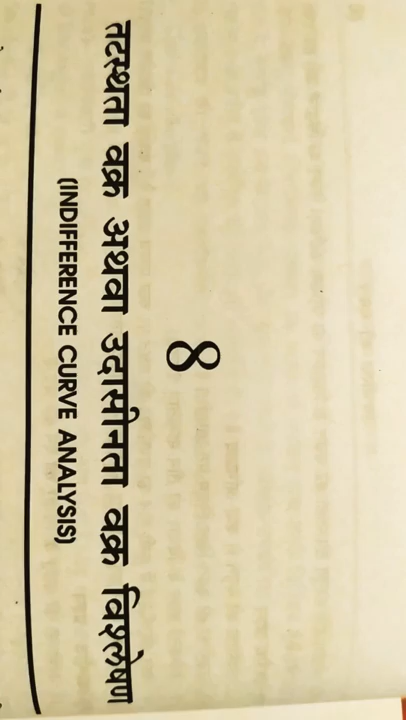 8
तटस्थता वक्र अथवा उदासीनता वक्र विश्लेषण
(INDIFFERENCE CURVE ANALYSIS)